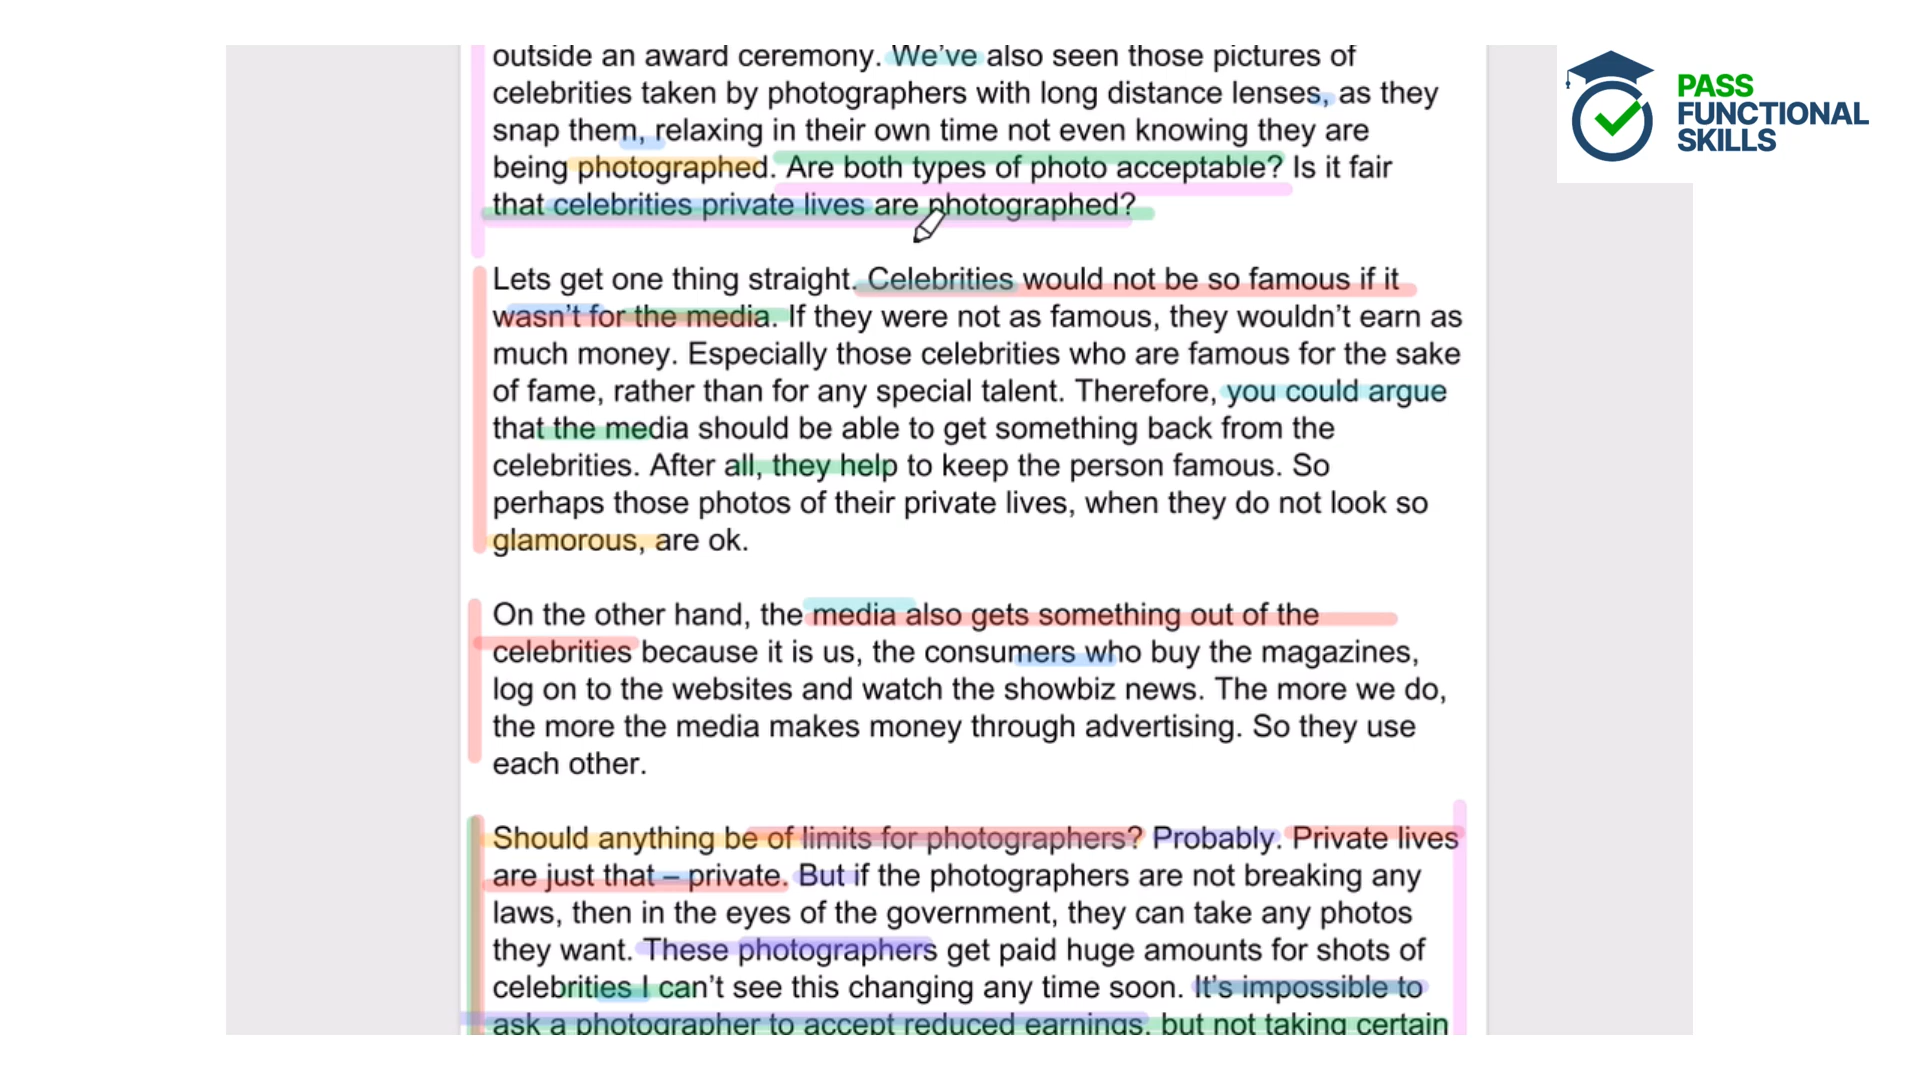 outside an award ceremony. We've also seen those pictures of
celebrities taken by photographers with long distance lenses, as they
snap them, relaxing in their own time not even knowing they are
being photographed. Are both types of photo acceptable? Is it fair
that celebrities private lives are photographed?
Lets get one thing straight. Celebrities would not be so famous if it
wasn't for the media. If they were not as famous, they wouldn't earn as
much money. Especially those celebrities who are famous for the sake
of fame, rather than for any special talent. Therefore, you could argue
that the media should be able to get something back from the
celebrities. After all, they help to keep the person famous. So
perhaps those photos of their private lives, when they do not look so
glamorous, are ok.
On the other hand, the media also gets something out of the
celebrities because it is us, the consumers who buy the magazines,
log on to the websites and watch the showbiz news. The more we do,
the more the media makes money through advertising. So they use
each other.
Should anything be of limits for photographers? Probably. Private lives
are just that – private. But if the photographers are not breaking any
laws, then in the eyes of the government, they can take any photos
they want. These photographers get paid huge amounts for shots of
celebrities I can't see this changing any time soon. It's impossible to
ask a photographer to accept reduced earnings, but not taking certain
PASS
FUNCTIONAL
SKILLS